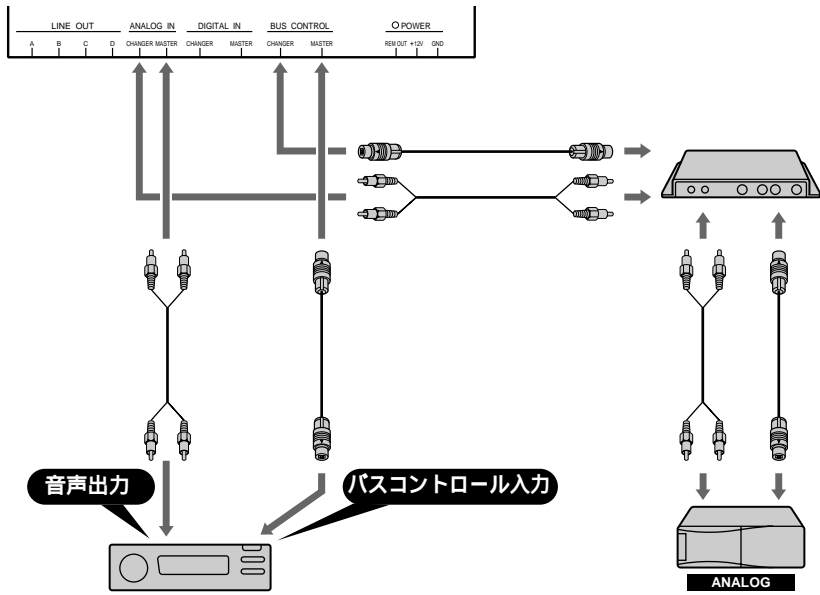 LINE OUT ANALOG IN DIGITAL IN BUS CONTROL POWER
A B C D CHANGER MASTER CHANGER MASTER CHANGER MASTER REM OUT +12V GND
音声出力 バスコントロール入力
ANALOG